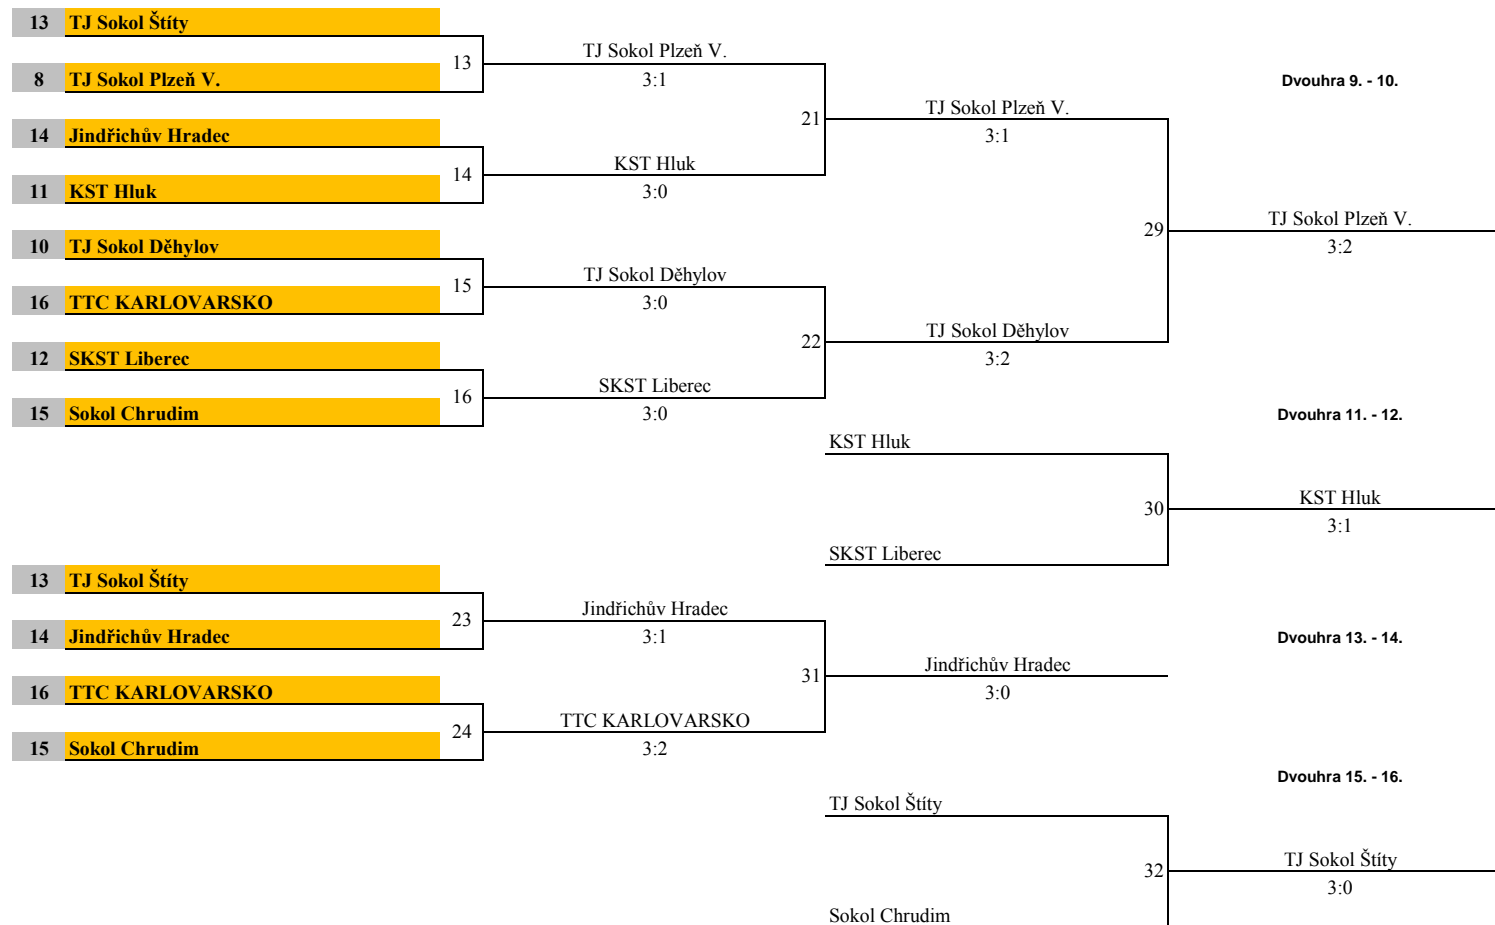 13 TJ Sokol Štíty
13
TJ Sokol Plzeň V.
8 TJ Sokol Plzeň V.
3:1
Dvouhra 9. - 10.
21
TJ Sokol Plzeň V.
14 Jindřichův Hradec
3:1
14
KST Hluk
11 KST Hluk
3:0
29
TJ Sokol Plzeň V.
10 TJ Sokol Děhylov
3:2
15
TJ Sokol Děhylov
16 TTC KARLOVARSKO
3:0
22
TJ Sokol Děhylov
12 SKST Liberec
3:2
16
SKST Liberec
15 Sokol Chrudim
3:0
Dvouhra 11. - 12.
KST Hluk
30
KST Hluk
3:1
SKST Liberec
13 TJ Sokol Štíty
23
Jindřichův Hradec
14 Jindřichův Hradec
3:1
Dvouhra 13. - 14.
31
Jindřichův Hradec
16 TTC KARLOVARSKO
3:0
24
TTC KARLOVARSKO
15 Sokol Chrudim
3:2
Dvouhra 15. - 16.
TJ Sokol Štíty
32
TJ Sokol Štíty
3:0
Sokol Chrudim